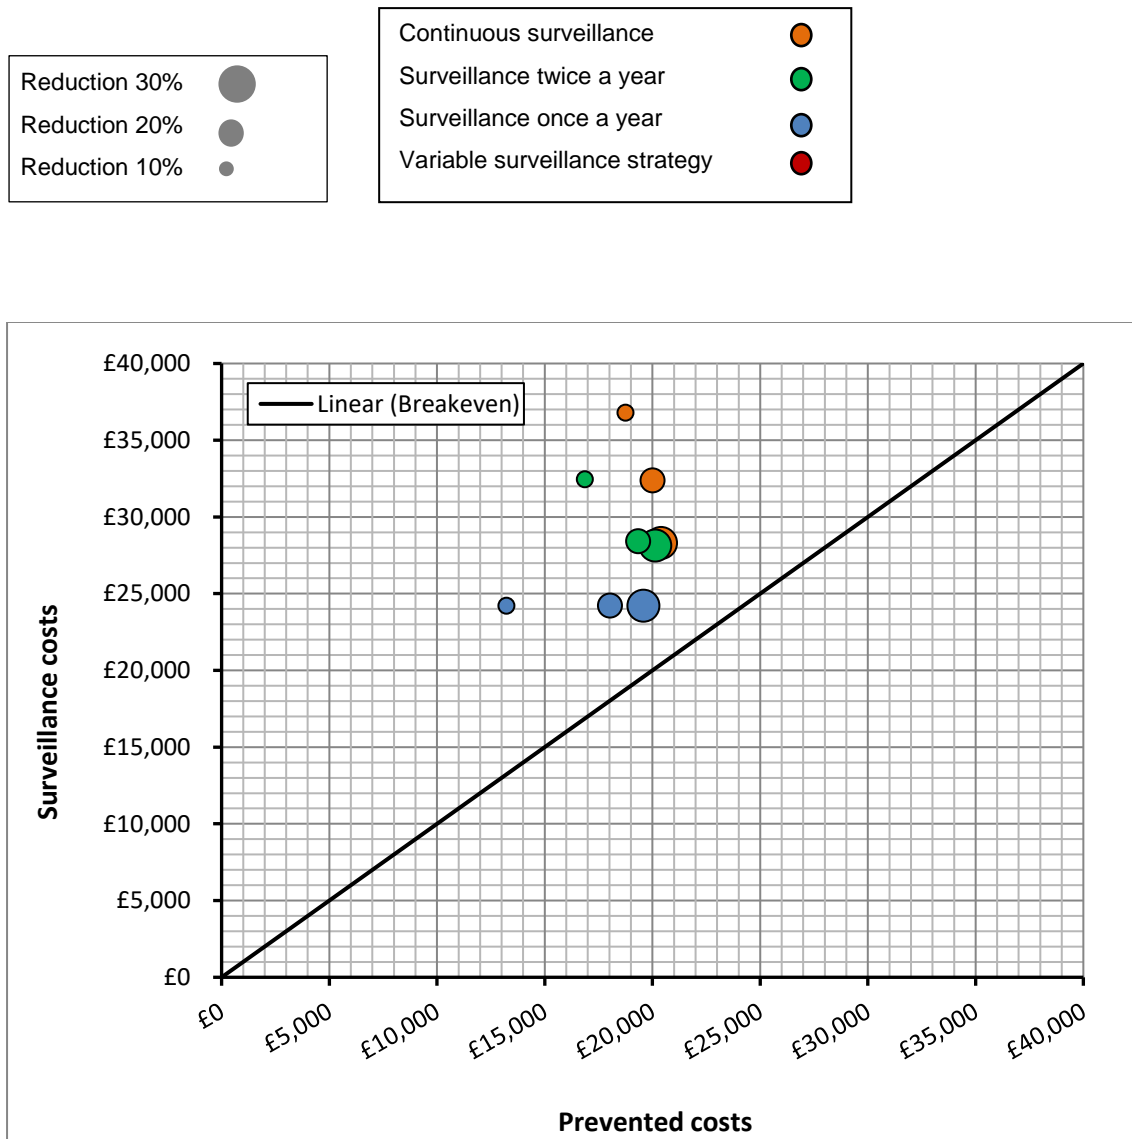 Reduction 30%
Reduction 20%
Reduction 10%
Continuous surveillance
Surveillance twice a year
Surveillance once a year
Variable surveillance strategy
Linear (Breakeven)
£40,000
£35,000
£30,000
£25,000
£20,000
£15,000
£10,000
£5,000
£0
Surveillance costs
£0
£5,000
£10,000
£15,000
£20,000
£25,000
£30,000
£35,000
£40,000
Prevented costs